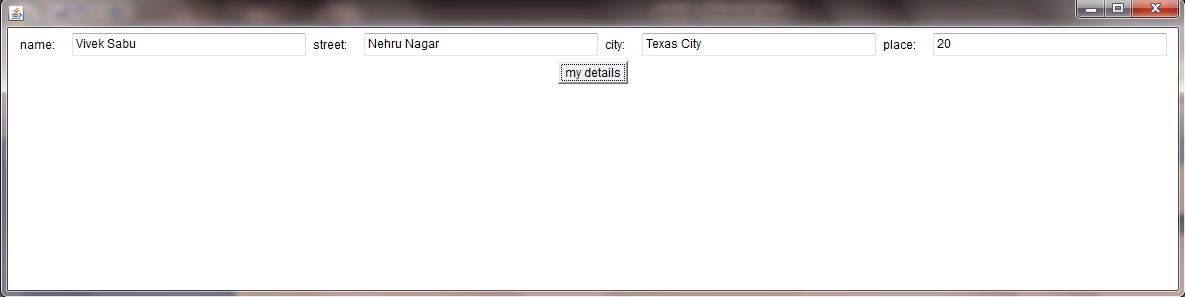 name: Vivek Sabu street: Nehru Nagar city: Texas City place: 20
my details